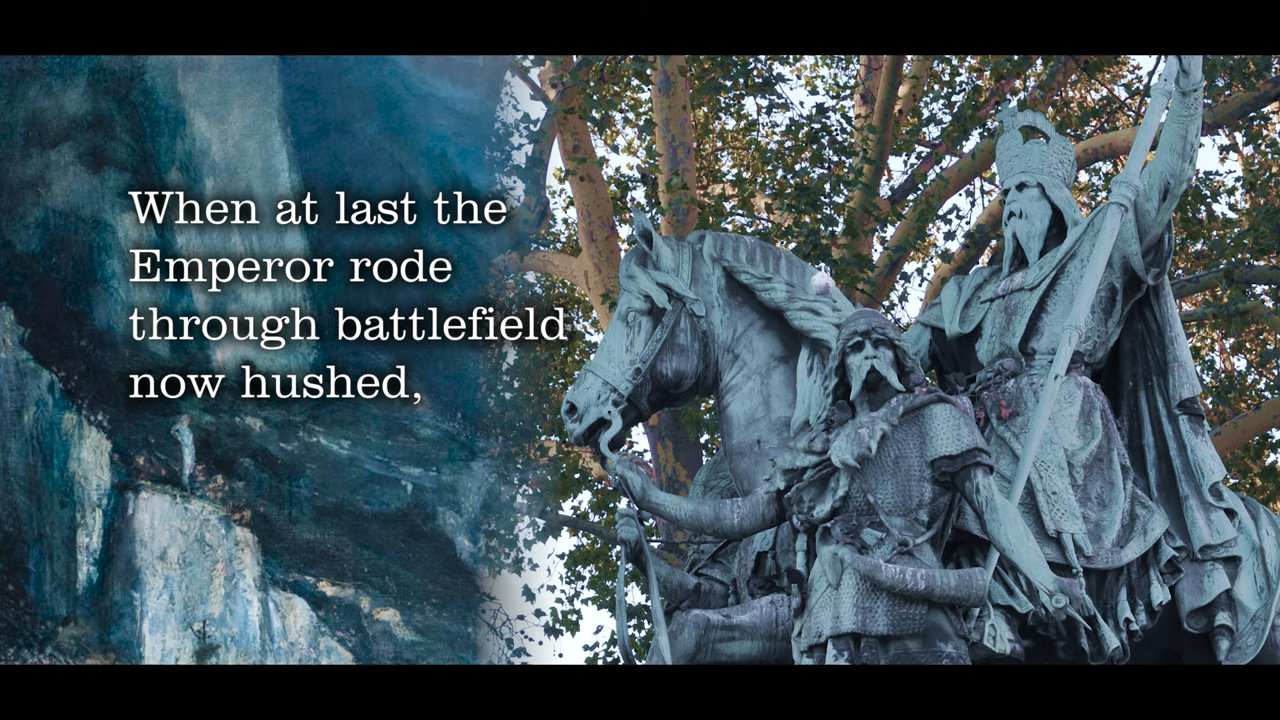 When at last the
Emperor rode
through battlefield
now hushed,